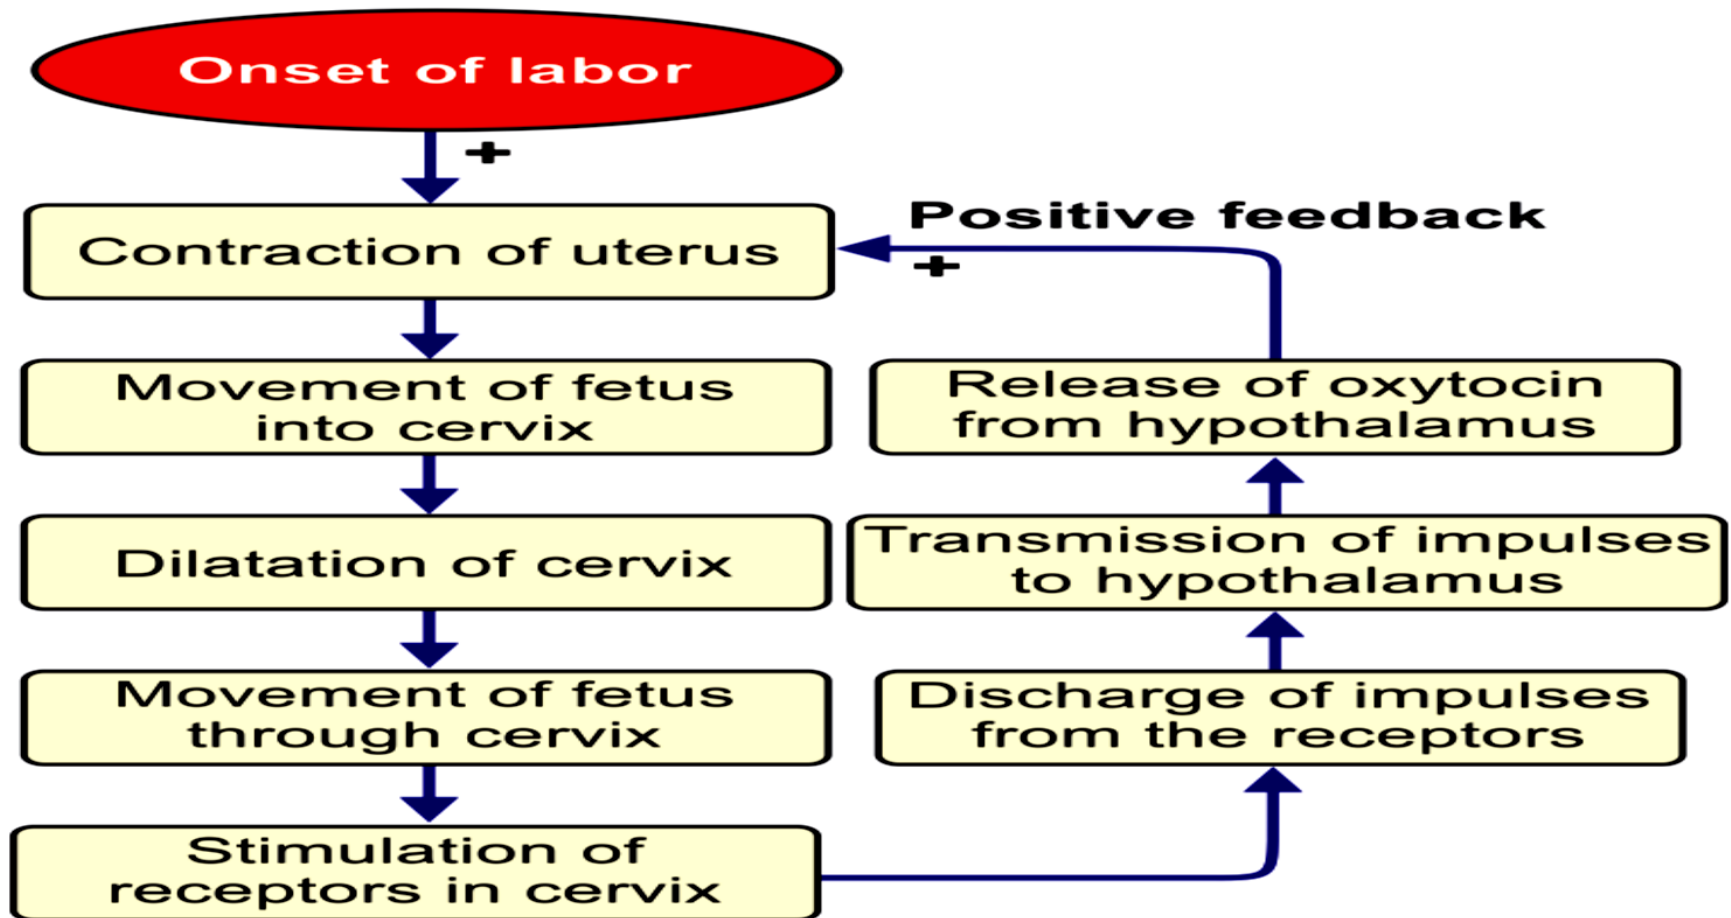 Onset of labor
+
Contraction of uterus
Positive feedback
+
Movement of fetus
into cervix
Dilatation of cervix
Movement of fetus
through cervix
Stimulation of
receptors in cervix
Discharge of impulses
from the receptors
Transmission of impulses
to hypothalamus
Release of oxytocin
from hypothalamus